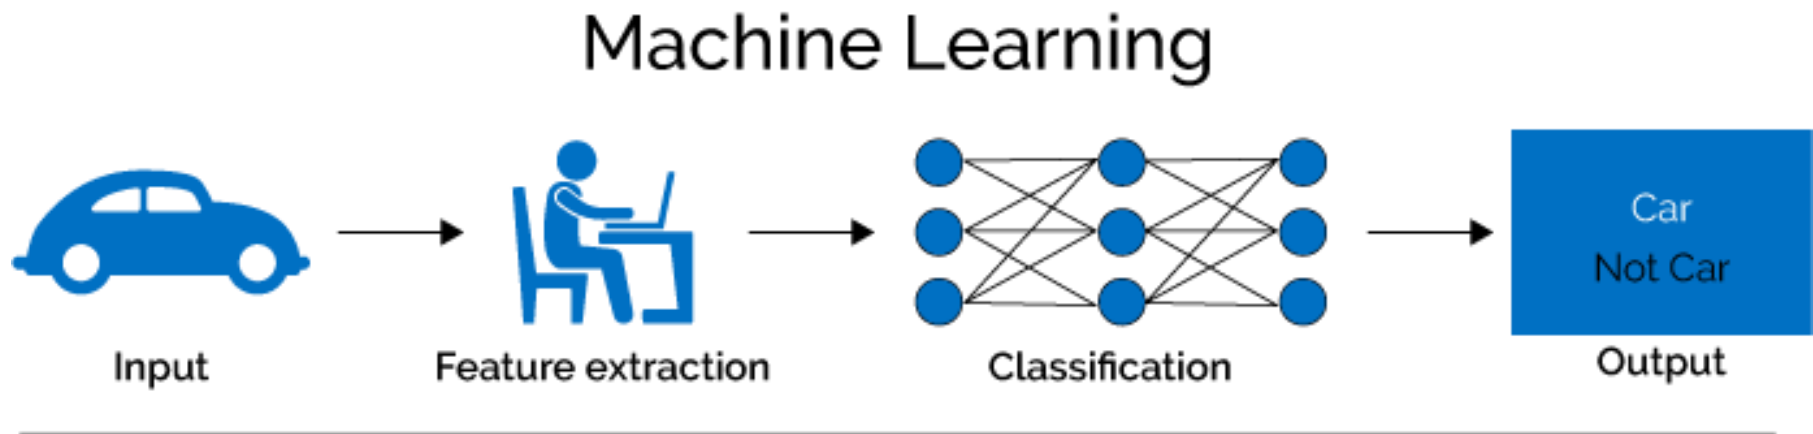 Machine Learning
Car
Not Car
Input
Feature extraction
Classification
Output